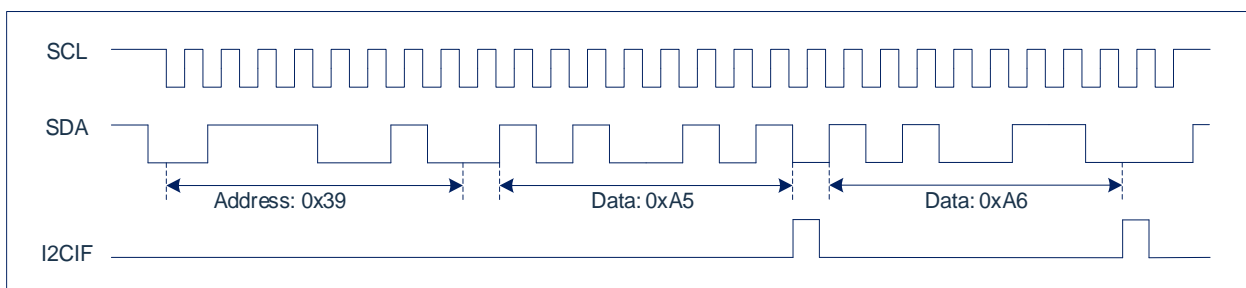 SCL
SDA
Address: 0x39
Data: 0xA5
Data: 0xA6
I2CIF